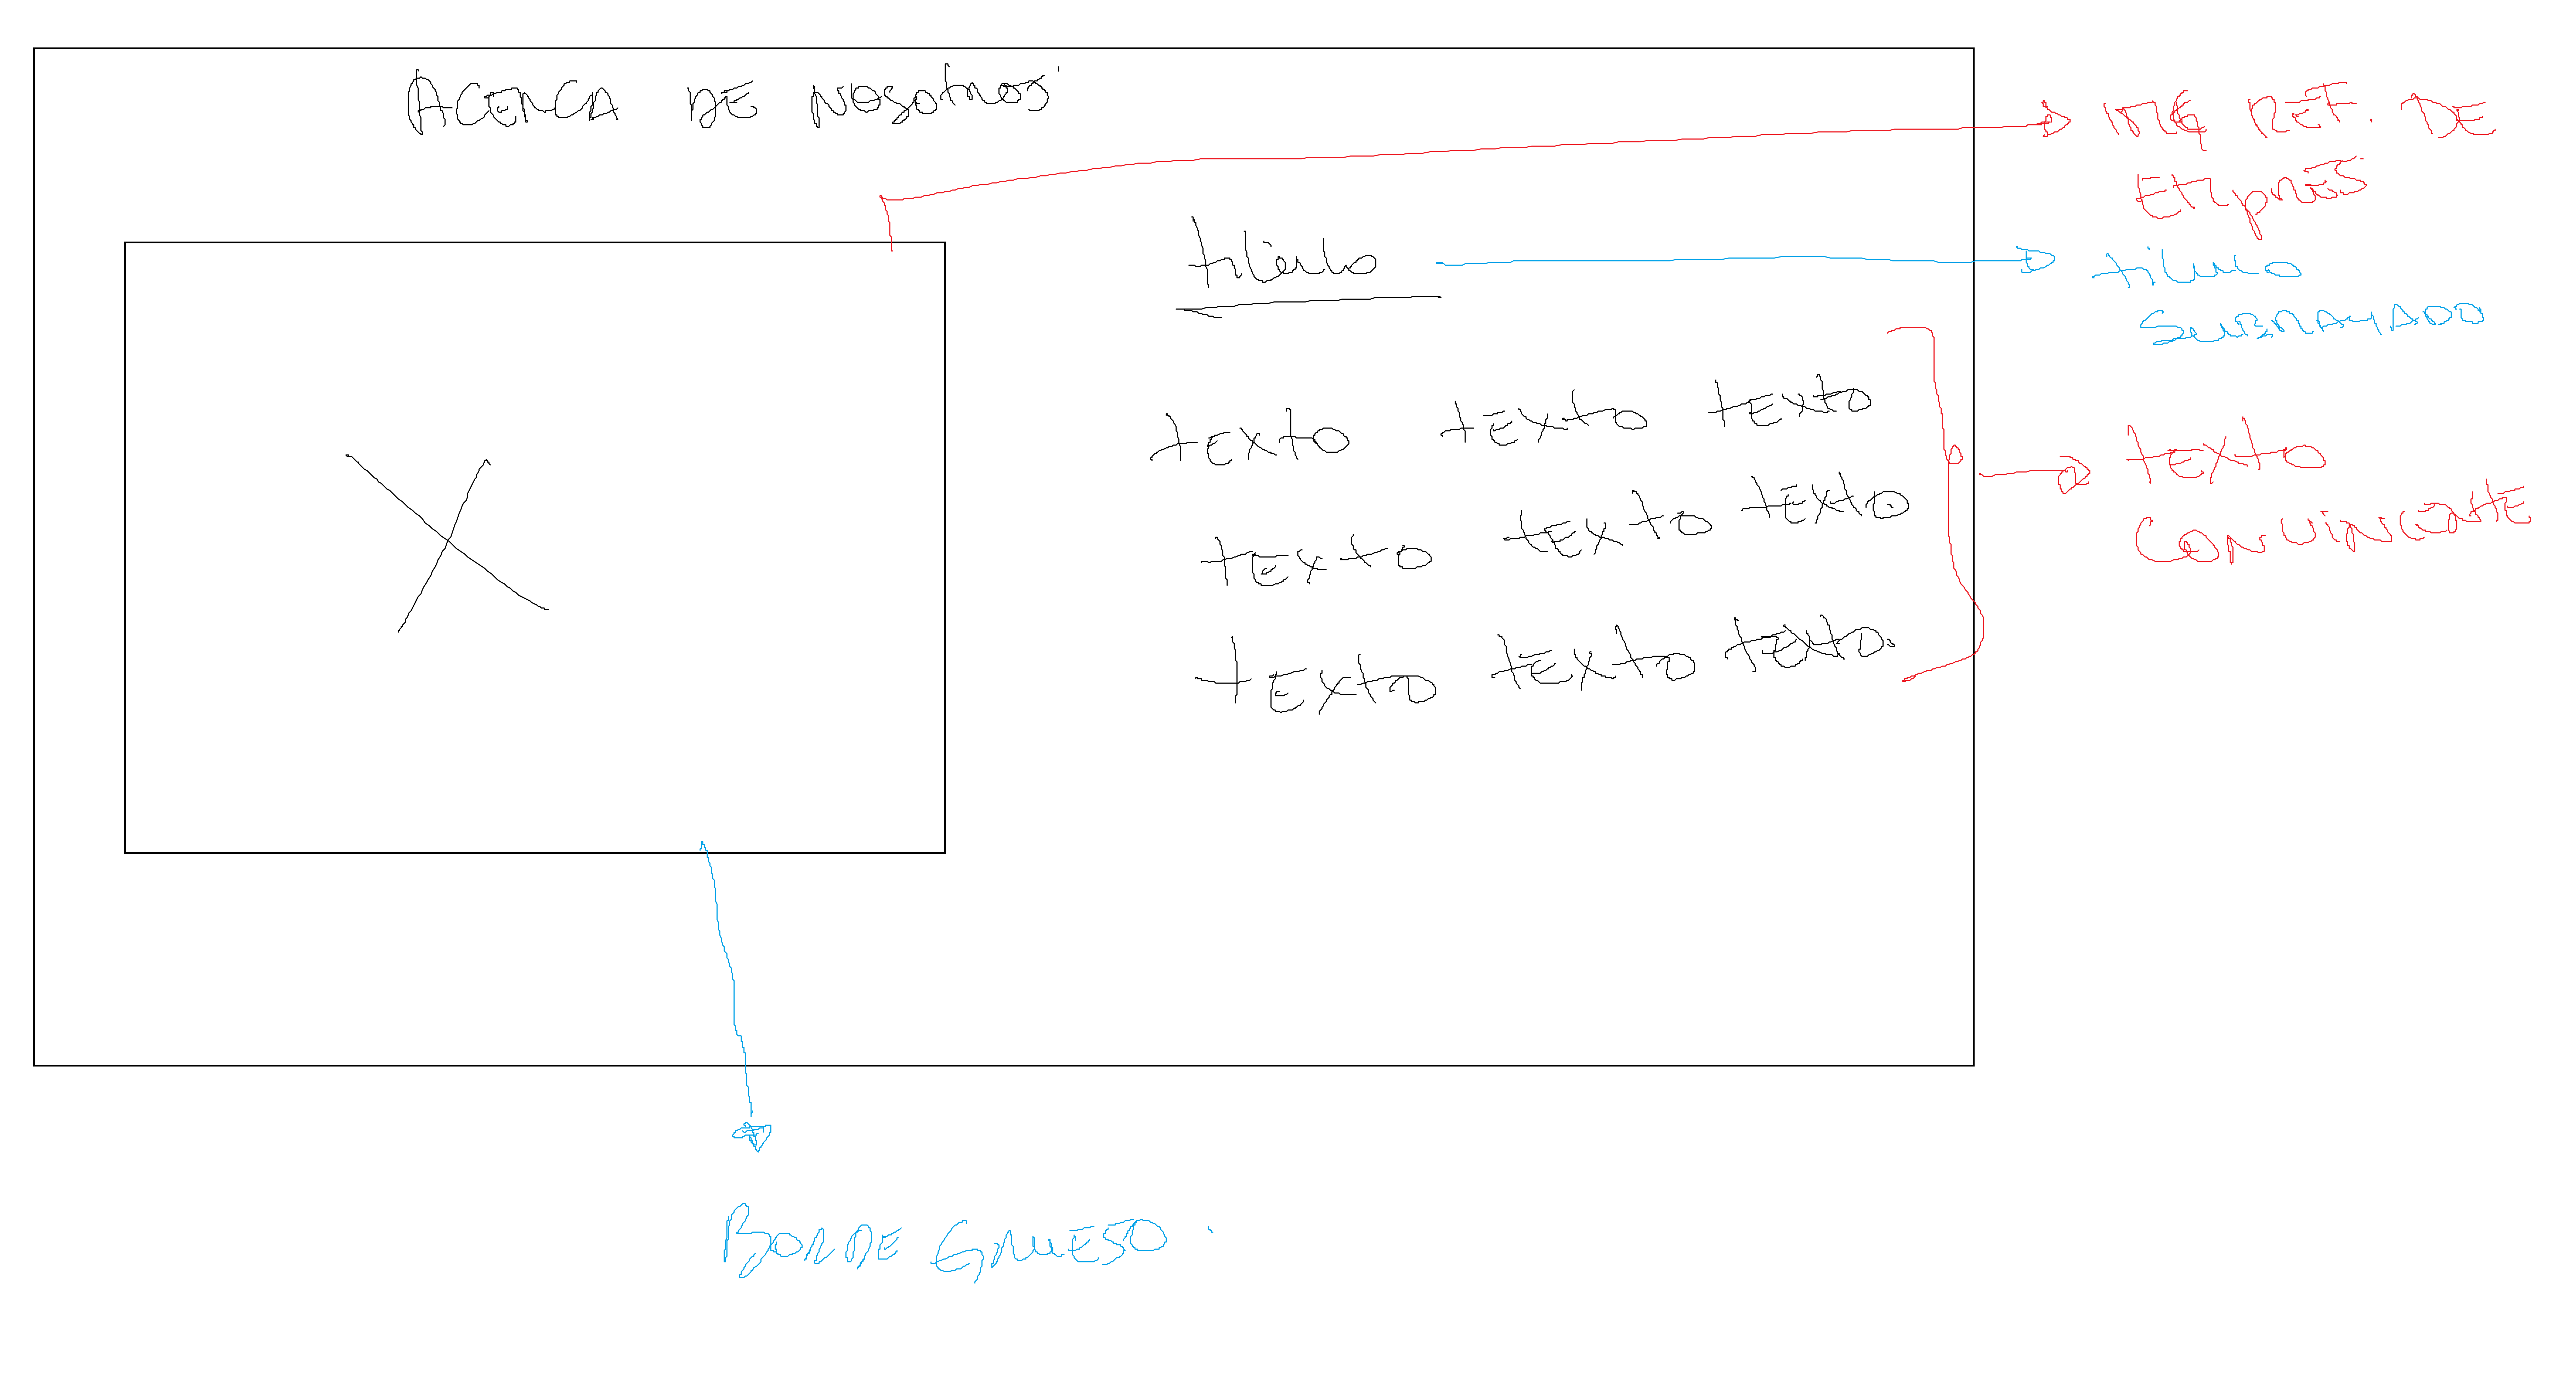 ACERCA DE NOSOTROS
IMG REF. DE
EMPRES
titulo
titulo
SUBRAYADO
texto texto texto
texto texto texto
texto texto texto.
texto
CONVINCENTE
BORDE GRUESO.